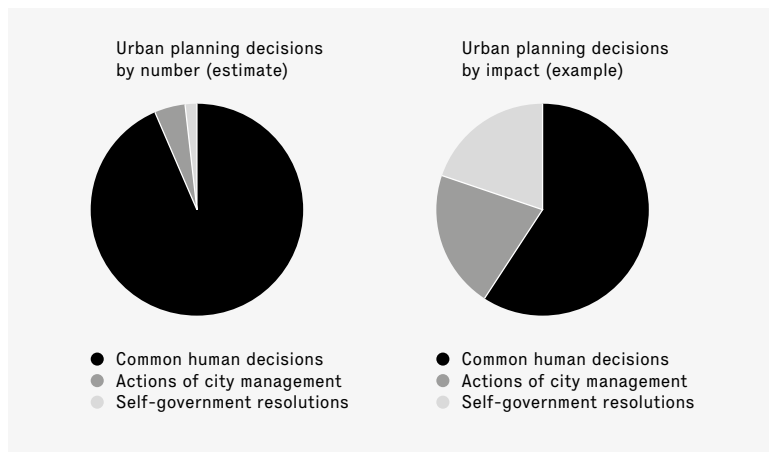 Urban planning decisions
by number (estimate)
Common human decisions
Actions of city management
Self-government resolutions
Urban planning decisions
by impact (example)
Common human decisions
Actions of city management
Self-government resolutions